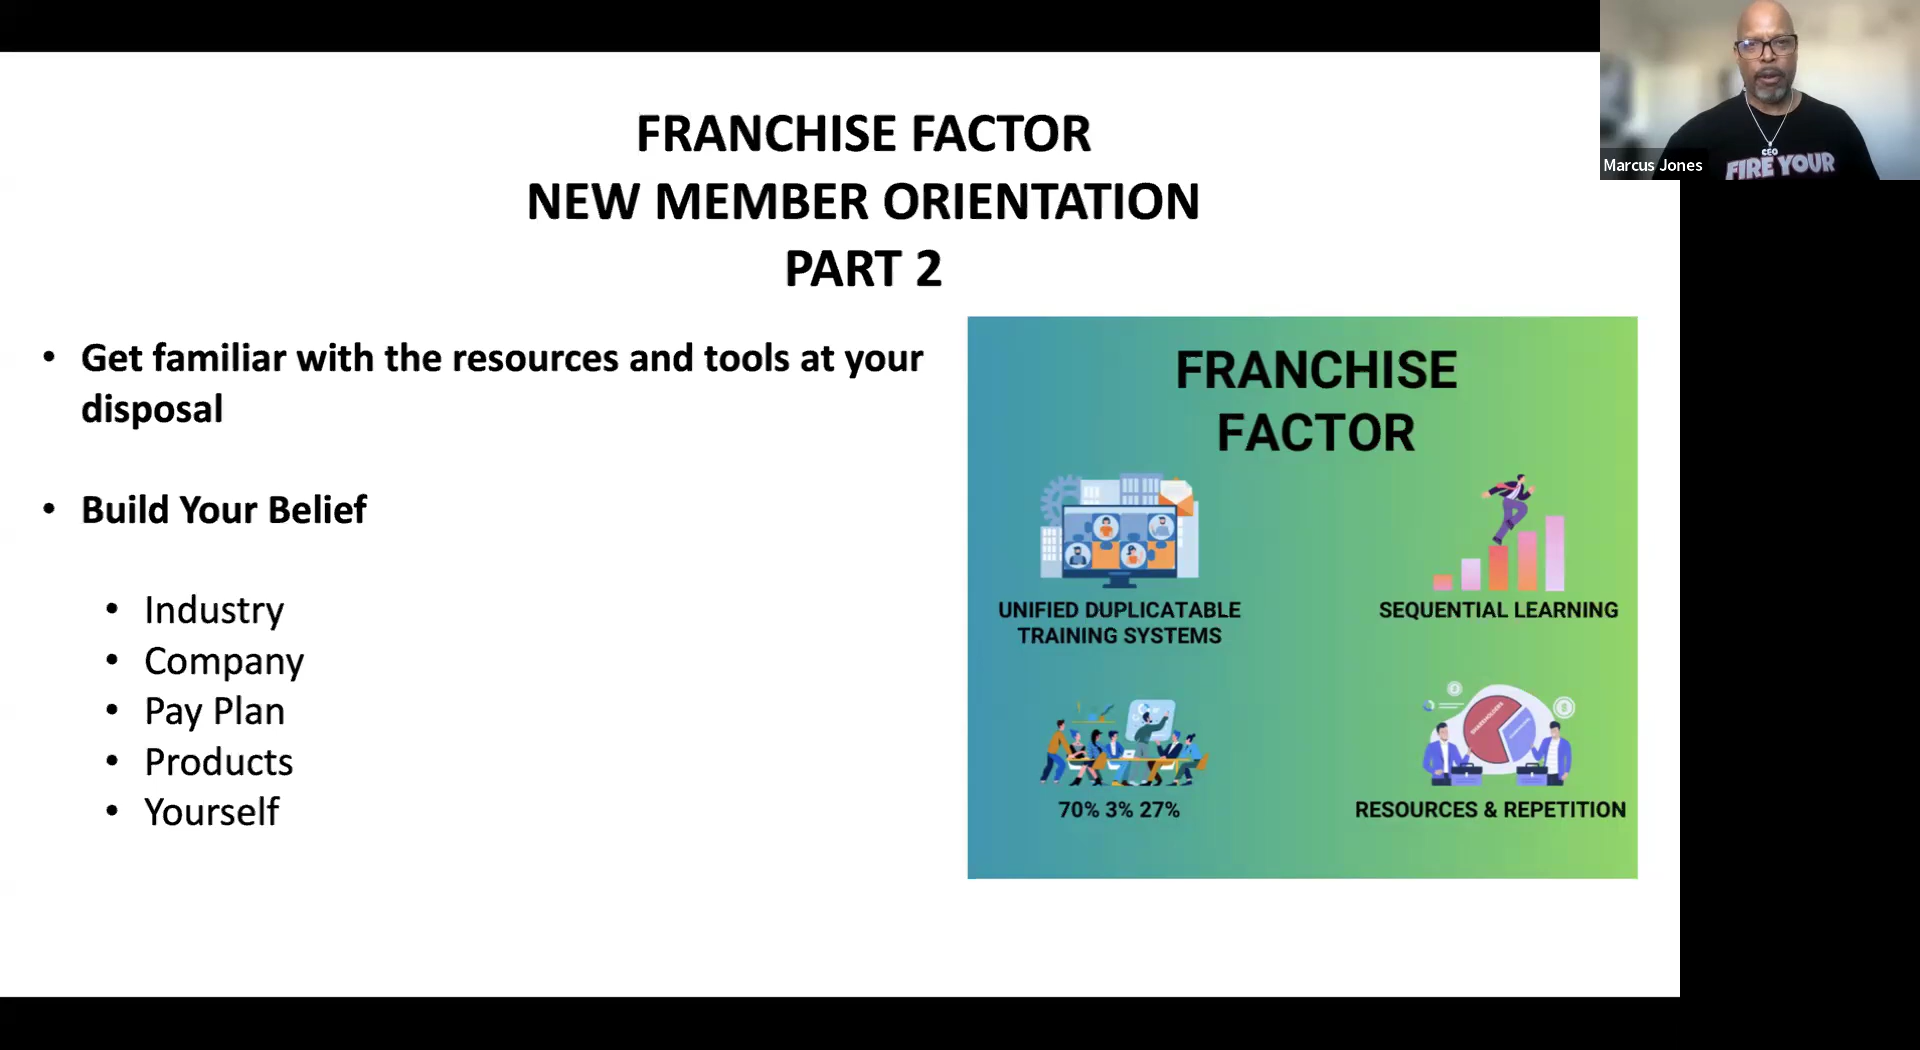 FRANCHISE FACTOR
NEW MEMBER ORIENTATION
PART 2
• Get familiar with the resources and tools at your
disposal
• Build Your Belief
• Industry
• Company
• Pay Plan
• Products
• Yourself
FRANCHISE
FACTOR
UNIFIED DUPLICATABLE
TRAINING SYSTEMS
SEQUENTIAL LEARNING
70% 3% 27%
SHAREHOLDERS
RESOURCES & REPETITION
CEO
FIRE YOUR
Marcus Jones